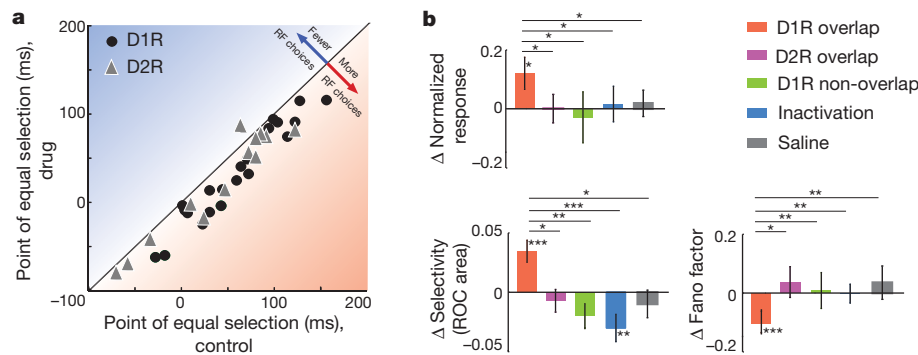 a
Point of equal selection (ms),
drug
200
100
0
−100
D1R
D2R
Fewer
RF choices
More
RF choices
0
100
200
Point of equal selection (ms),
control
b
Δ Normalized
response
0.2
0
−0.2
*
*
*
*
*
D1R overlap
D2R overlap
D1R non-overlap
Inactivation
Saline
Δ Selectivity
(ROC area)
0.05
0
−0.05
*
***
**
*
***
**
Δ Fano factor
0.2
0
−0.2
**
**
**
*
***